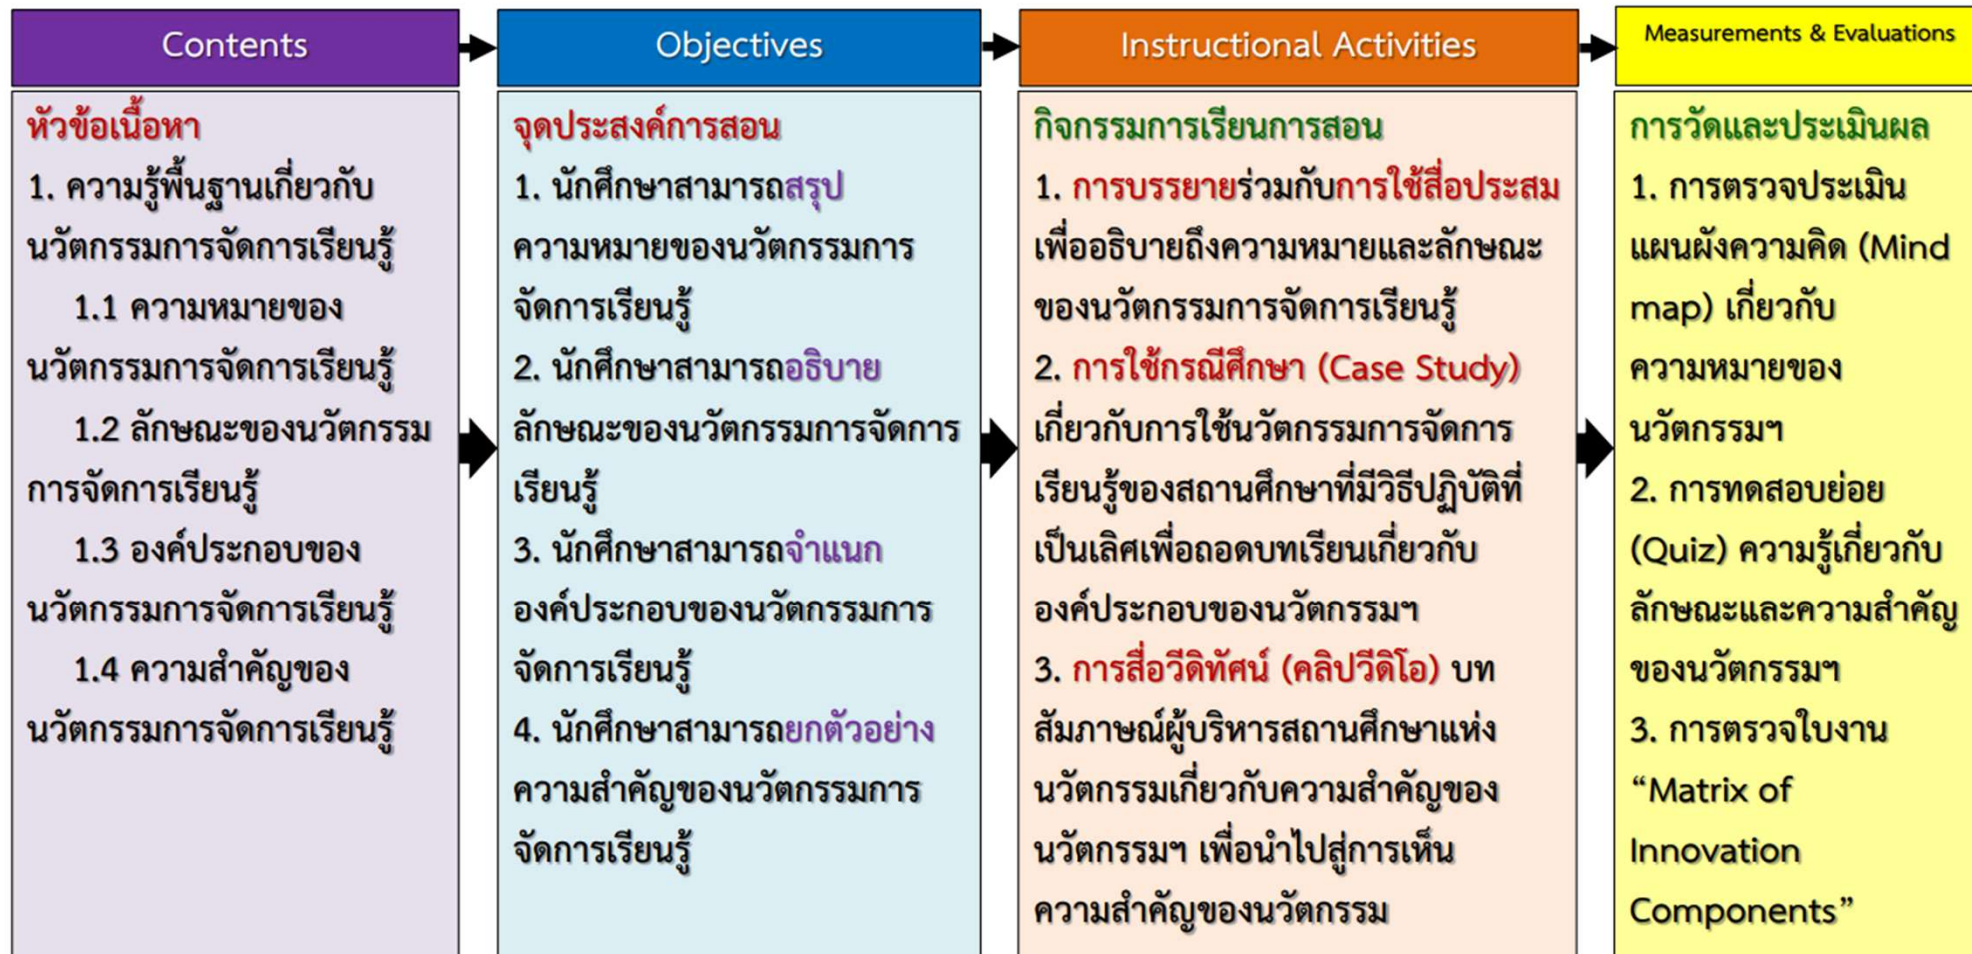 Contents
Objectives
Instructional Activities
Measurements & Evaluations
หัวข้อเนื้อหา
1. ความรู้พื้นฐานเกี่ยวกับ
นวัตกรรมการจัดการเรียนรู้
1.1 ความหมายของ
นวัตกรรมการจัดการเรียนรู้
1.2 ลักษณะของนวัตกรรม
การจัดการเรียนรู้
1.3 องค์ประกอบของ
นวัตกรรมการจัดการเรียนรู้
1.4 ความสำคัญของ
นวัตกรรมการจัดการเรียนรู้
จุดประสงค์การสอน
1. นักศึกษาสามารถสรุป
ความหมายของนวัตกรรมการ
จัดการเรียนรู้
2. นักศึกษาสามารถอธิบาย
ลักษณะของนวัตกรรมการจัดการ
เรียนรู้
3. นักศึกษาสามารถจำแนก
องค์ประกอบของนวัตกรรมการ
จัดการเรียนรู้
4. นักศึกษาสามารถยกตัวอย่าง
ความสำคัญของนวัตกรรมการ
จัดการเรียนรู้
กิจกรรมการเรียนการสอน
1. การบรรยายร่วมกับการใช้สื่อประสม
เพื่ออธิบายถึงความหมายและลักษณะ
ของนวัตกรรมการจัดการเรียนรู้
2. การใช้กรณีศึกษา (Case Study)
เกี่ยวกับการใช้นวัตกรรมการจัดการ
เรียนรู้ของสถานศึกษาที่มีวิธีปฏิบัติที่
เป็นเลิศเพื่อถอดบทเรียนเกี่ยวกับ
องค์ประกอบของนวัตกรรมฯ
3. การสื่อวีดิทัศน์ (คลิปวีดิโอ) บท
สัมภาษณ์ผู้บริหารสถานศึกษาแห่ง
นวัตกรรมเกี่ยวกับความสำคัญของ
นวัตกรรมฯ เพื่อนำไปสู่การเห็น
ความสำคัญของนวัตกรรม
การวัดและประเมินผล
1. การตรวจประเมิน
แผนผังความคิด (Mind
map) เกี่ยวกับ
ความหมายของ
นวัตกรรมฯ
2. การทดสอบย่อย
(Quiz) ความรู้เกี่ยวกับ
ลักษณะและความสำคัญ
ของนวัตกรรมฯ
3. การตรวจใบงาน
“Matrix of
Innovation
Components”